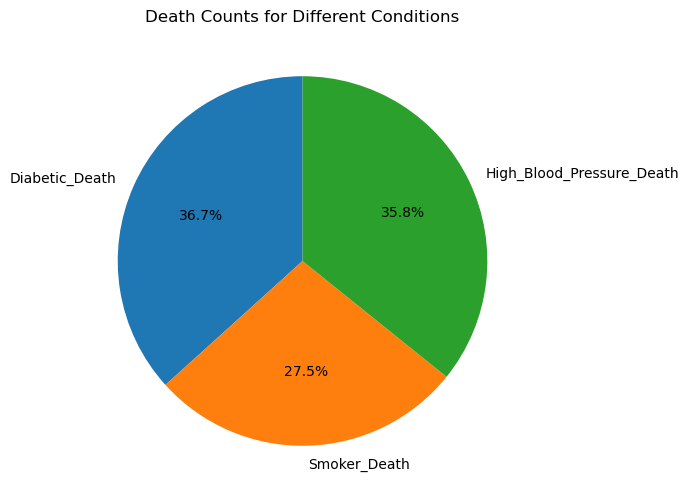 Death Counts for Different Conditions
Diabetic_Death
High_Blood_Pressure_Death
36.7%
35.8%
27.5%
Smoker_Death